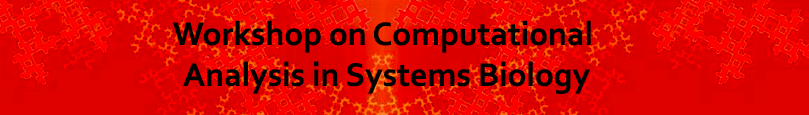 Workshop on Computational
Analysis in Systems Biology